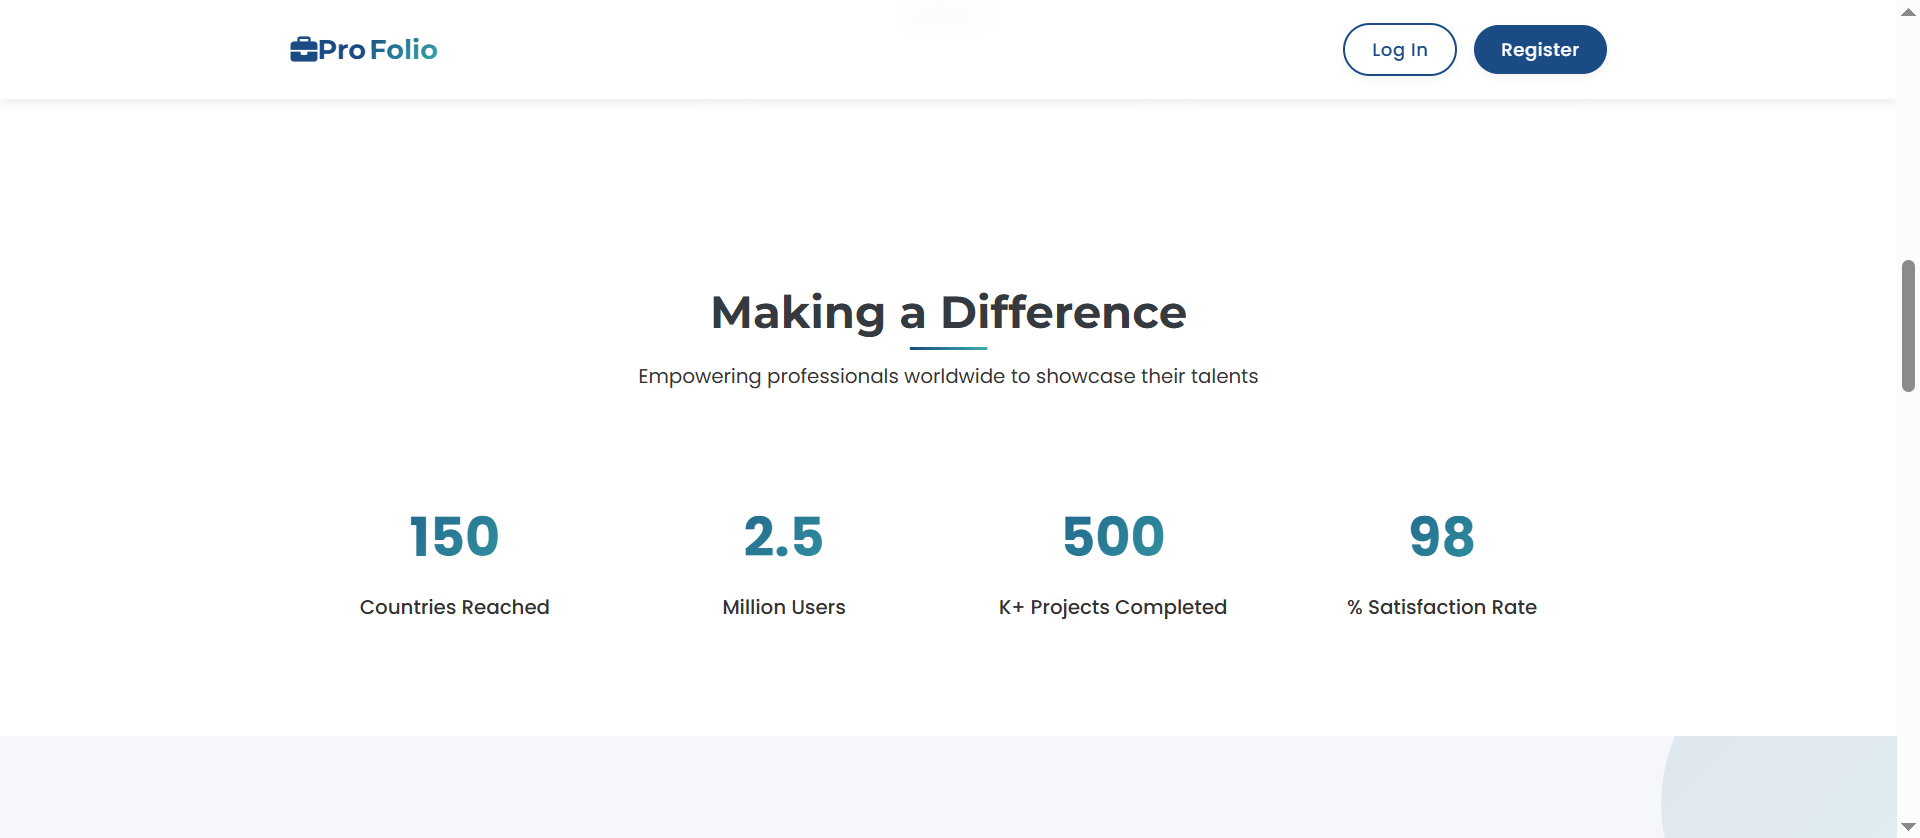 Pro Folio
Log In
Register
Making a Difference
Empowering professionals worldwide to showcase their talents
150
2.5
500
98
Countries Reached
Million Users
K+ Projects Completed
% Satisfaction Rate